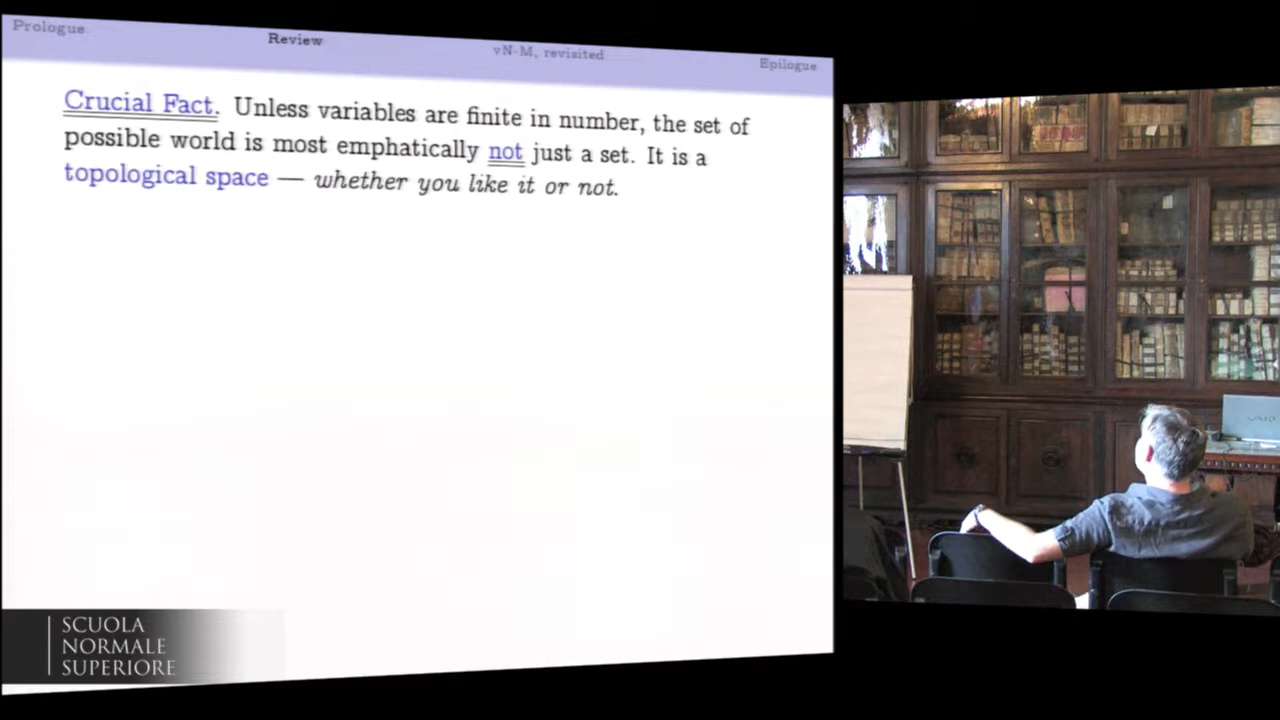 Prologue
Review
vN-M, revisited
Epilogue
Crucial Fact. Unless variables are finite in number, the set of
possible world is most emphatically not just a set. It is a
topological space — whether you like it or not.
SCUOLA
NORMALE
SUPERIORE
VAIO